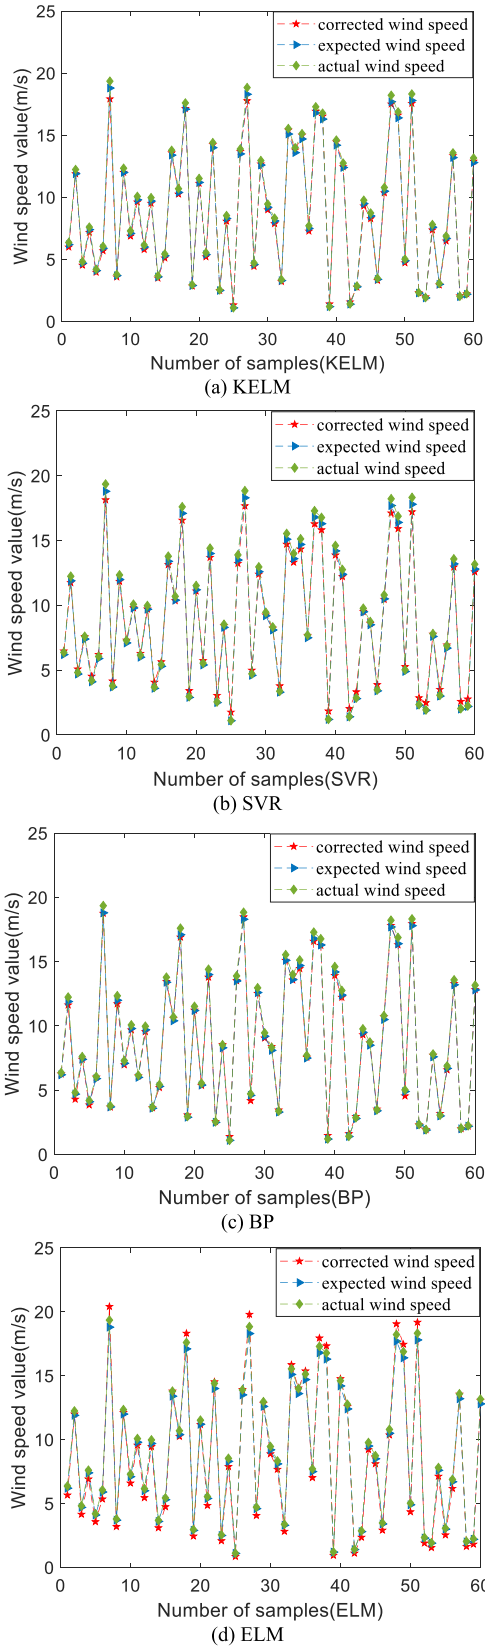 corrected wind speed
expected wind speed
actual wind speed
Wind speed value(m/s)
25
20
15
10
5
0
0 10 20 30 40 50 60
Number of samples(KELM)
(a) KELM
corrected wind speed
expected wind speed
actual wind speed
Wind speed value(m/s)
25
20
15
10
5
0
0 10 20 30 40 50 60
Number of samples(SVR)
(b) SVR
corrected wind speed
expected wind speed
actual wind speed
Wind speed value(m/s)
25
20
15
10
5
0
0 10 20 30 40 50 60
Number of samples(BP)
(c) BP
corrected wind speed
expected wind speed
actual wind speed
Wind speed value(m/s)
25
20
15
10
5
0
0 10 20 30 40 50 60
Number of samples(ELM)
(d) ELM